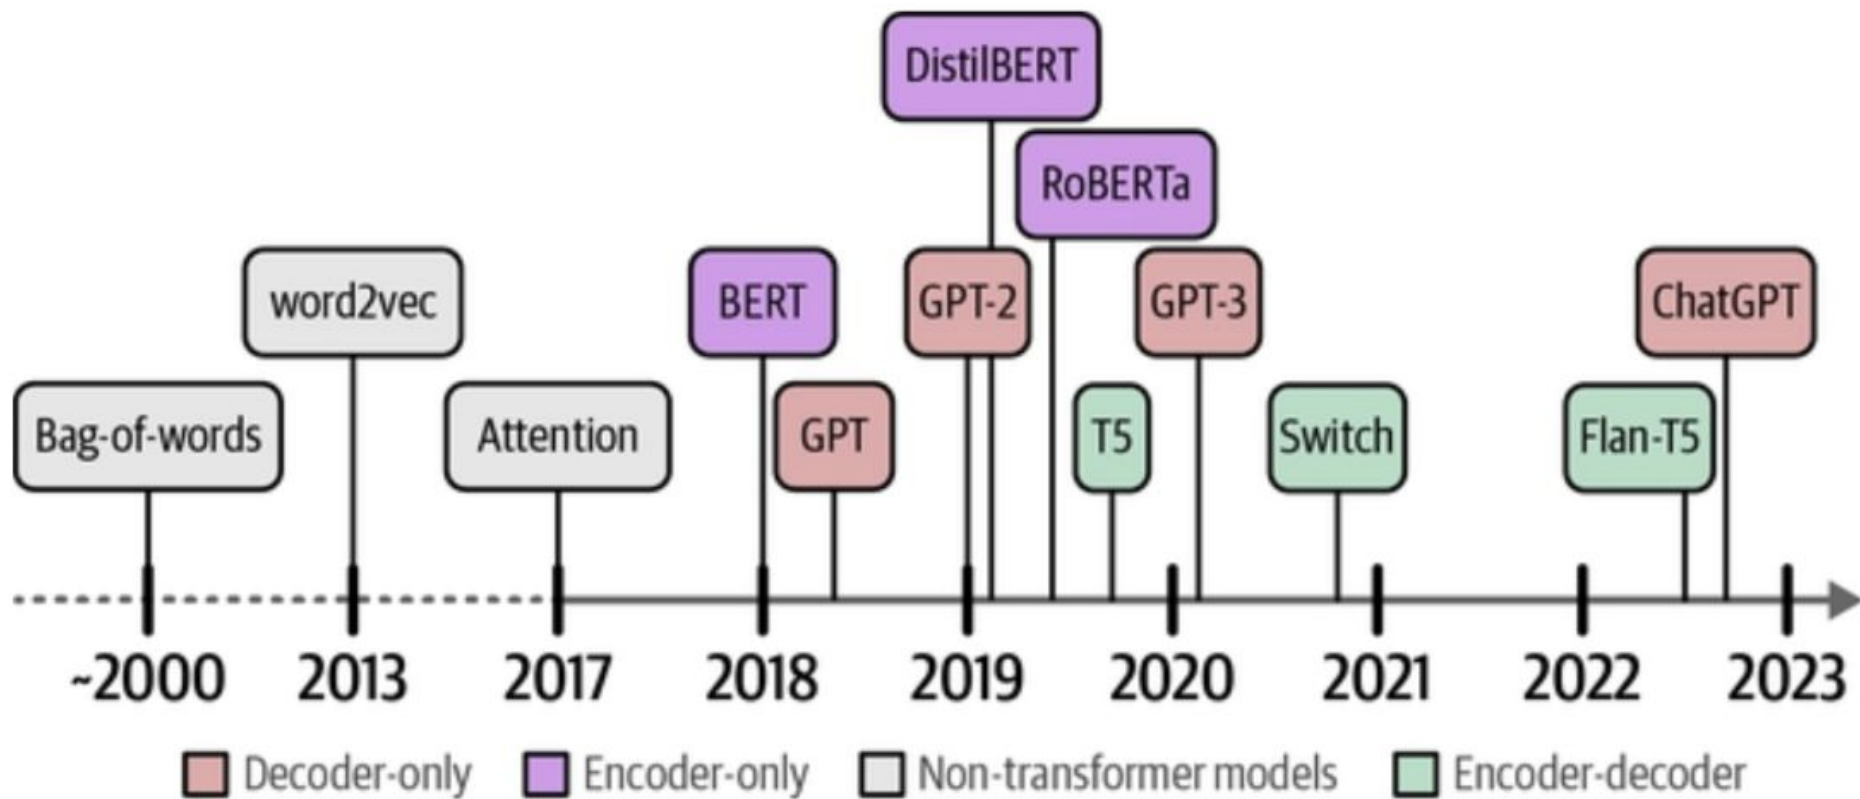 DistilBERT
RoBERTa
word2vec
BERT
GPT-2
GPT-3
ChatGPT
Bag-of-words
Attention
GPT
T5
Switch
Flan-T5
~2000 2013 2017 2018 2019 2020 2021 2022 2023
Decoder-only Encoder-only Non-transformer models Encoder-decoder